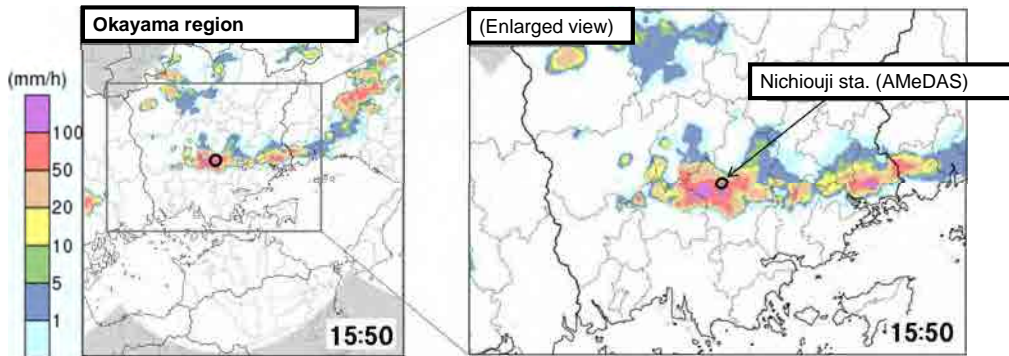 Okayama region
(Enlarged view)
Nichiouji sta. (AMeDAS)
(mm/h)
100
50
20
10
5
1
15:50
15:50